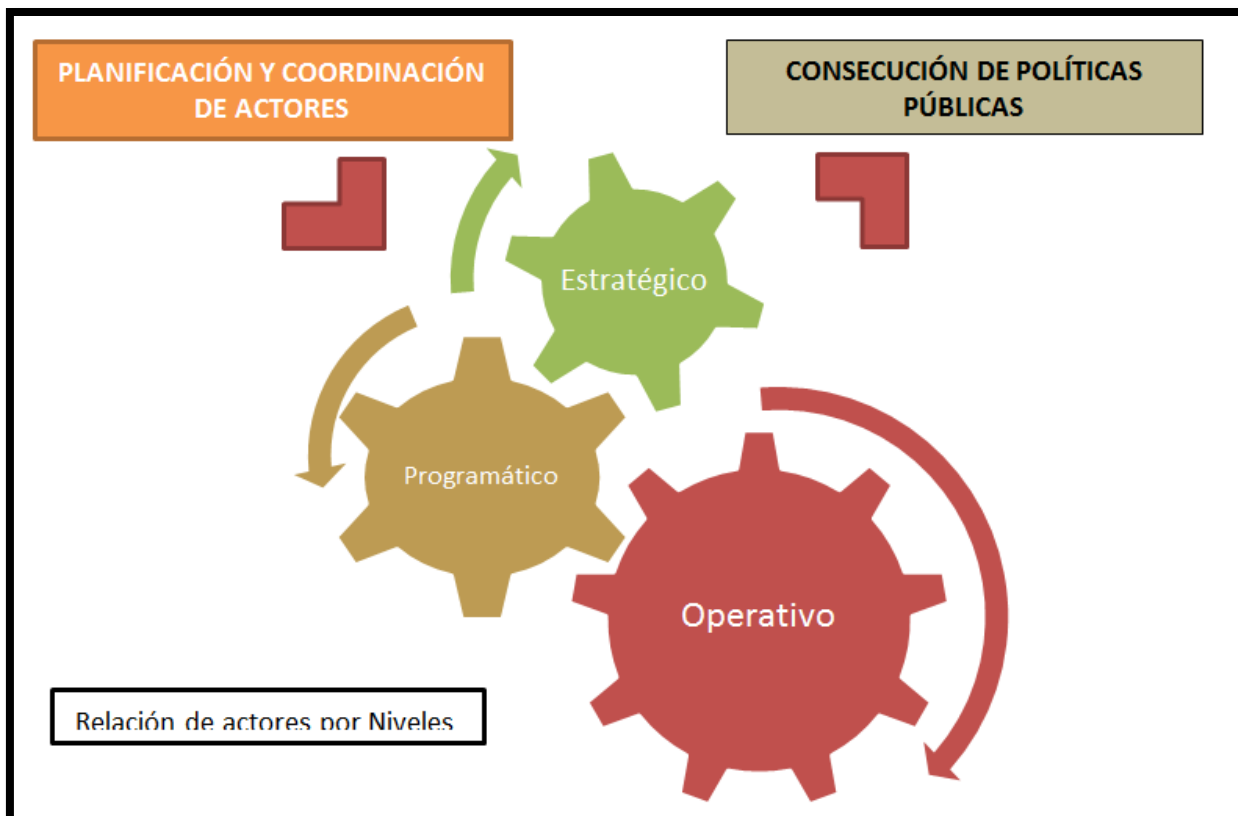 PLANIFICACIÓN Y COORDINACIÓN
DE ACTORES
CONSECUCIÓN DE POLÍTICAS
PÚBLICAS
Estratégico
Programático
Operativo
Relación de actores por Niveles